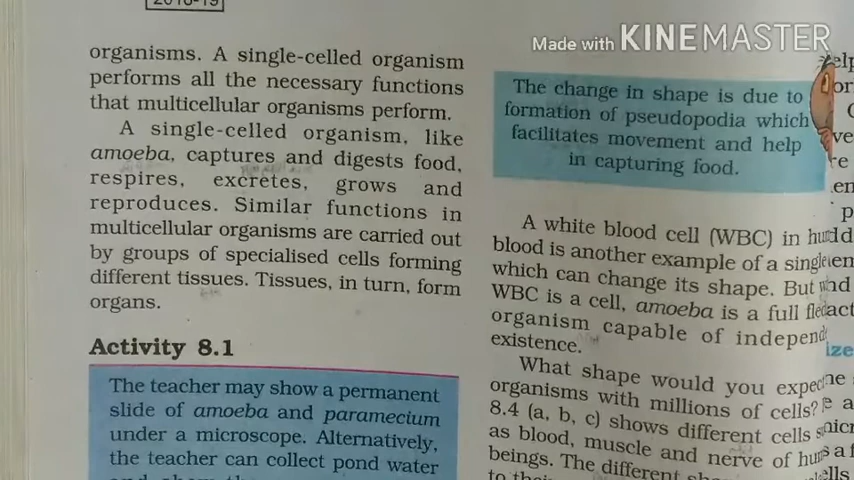 2018-19
Made with KINEMASTER
organisms. A single-celled organism
performs all the necessary functions
that multicellular organisms perform.
A single-celled organism, like
amoeba, captures and digests food,
respires, excretes, grows and
reproduces. Similar functions in
multicellular organisms are carried out
by groups of specialised cells forming
different tissues. Tissues, in turn, form
organs.
Activity 8.1
The teacher may show a permanent
slide of amoeba and paramecium
under a microscope. Alternatively,
the teacher can collect pond water
The change in shape is due to
formation of pseudopodia which
facilitates movement and help
in capturing food.
A white blood cell (WBC) in
blood is another example of a single
which can change its shape. But
WBC is a cell, amoeba is a full
organism capable of
existence.
What shape would you
organisms with millions of cells?
8.4 (a, b, c) shows different cells
as blood, muscle and nerve of
beings. The different
to